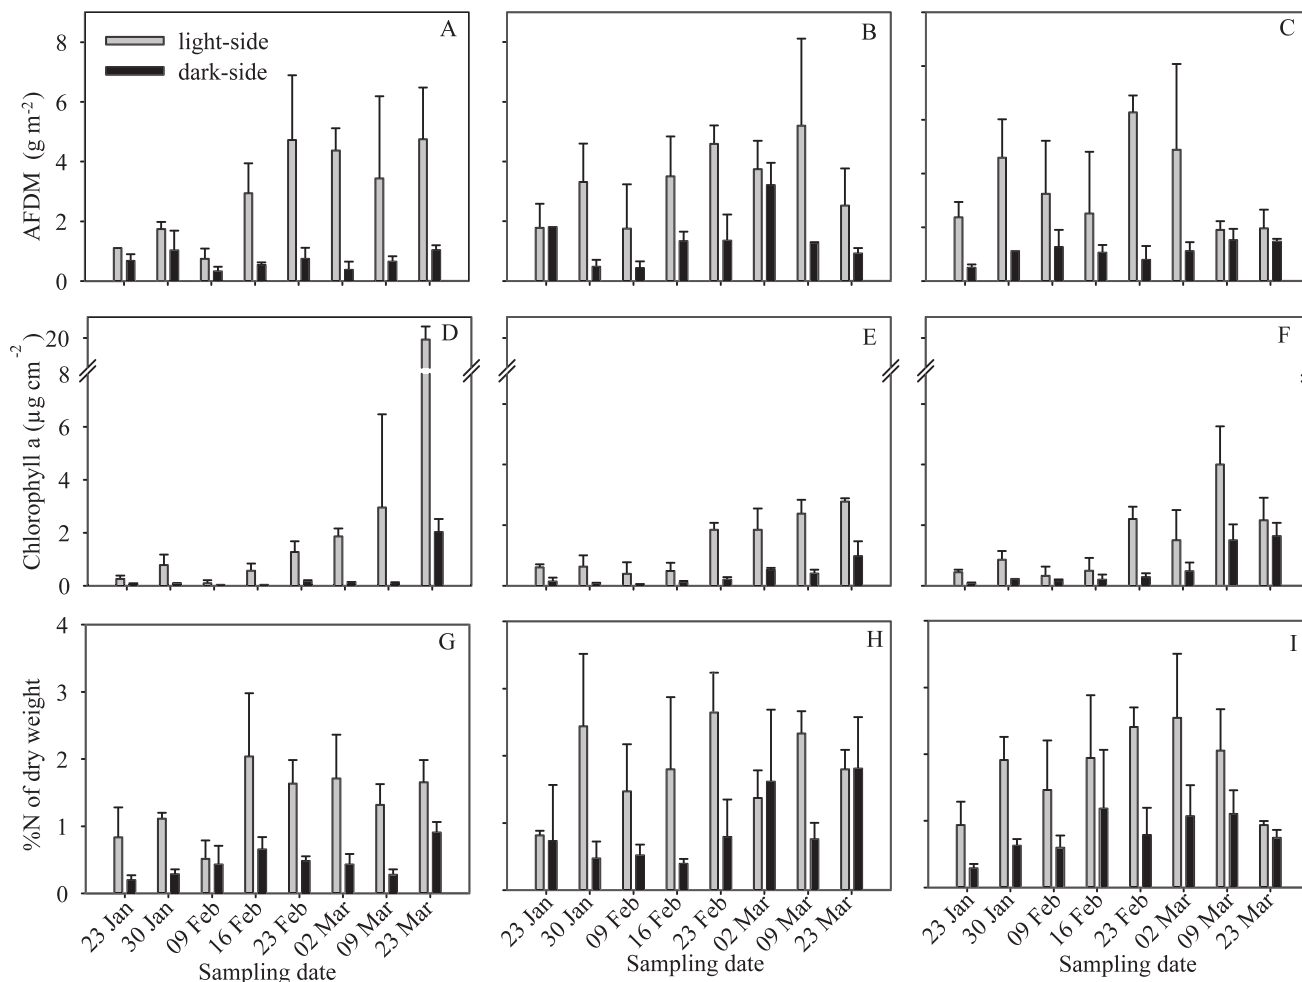 A
B
C
light-side
dark-side
AFDM (g m-2)
8
6
4
2
0
D
E
F
Chlorophyll a (µg cm-2)
20
8
6
4
2
0
G
H
I
%N of dry weight
4
3
2
1
0
23 Jan
30 Jan
09 Feb
16 Feb
23 Feb
02 Mar
09 Mar
23 Mar
23 Jan
30 Jan
09 Feb
16 Feb
23 Feb
02 Mar
09 Mar
23 Mar
23 Jan
30 Jan
09 Feb
16 Feb
23 Feb
02 Mar
09 Mar
23 Mar
Sampling date
Sampling date
Sampling date